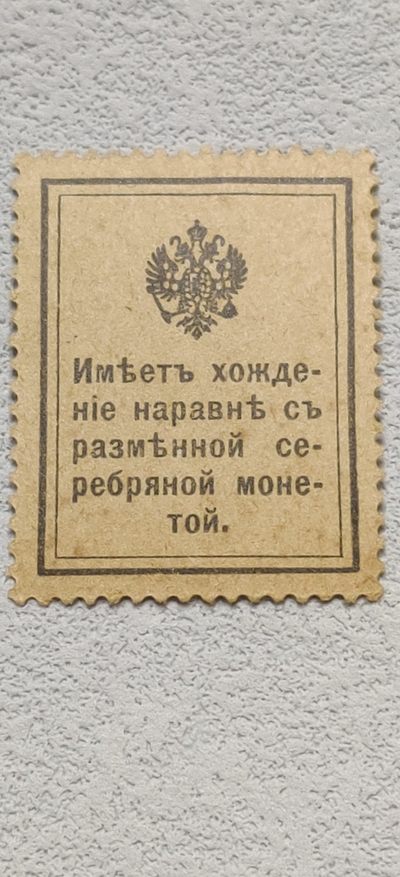 Имѣетъ хожде-
ніе наравнѣ съ
размѣнной се-
ребряной моне-
той.